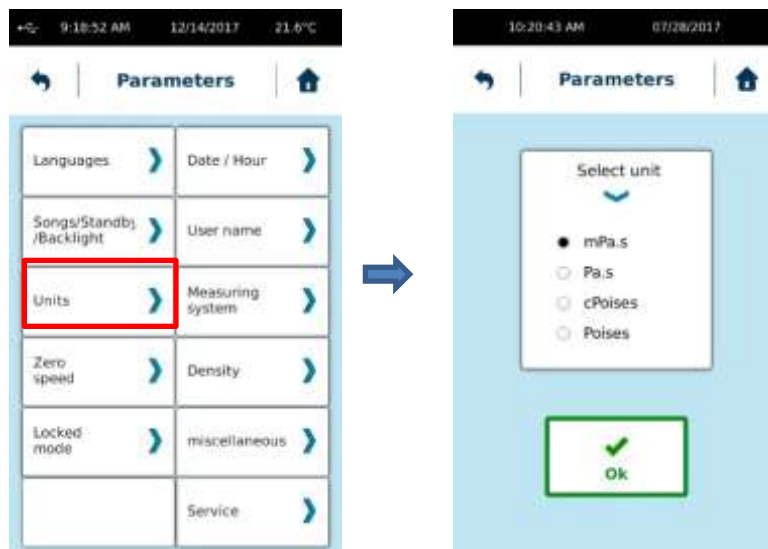 9:18:52 AM 12/14/2017 21.6°C
Parameters
Languages
Date / Hour
Songs/Standby
/Backlight
User name
Units
Measuring
system
Zero
speed
Density
Locked
mode
miscellaneous
Service
10:20:43 AM 07/28/2017
Parameters
Select unit
mPa.s
Pa.s
cPoises
Poises
Ok